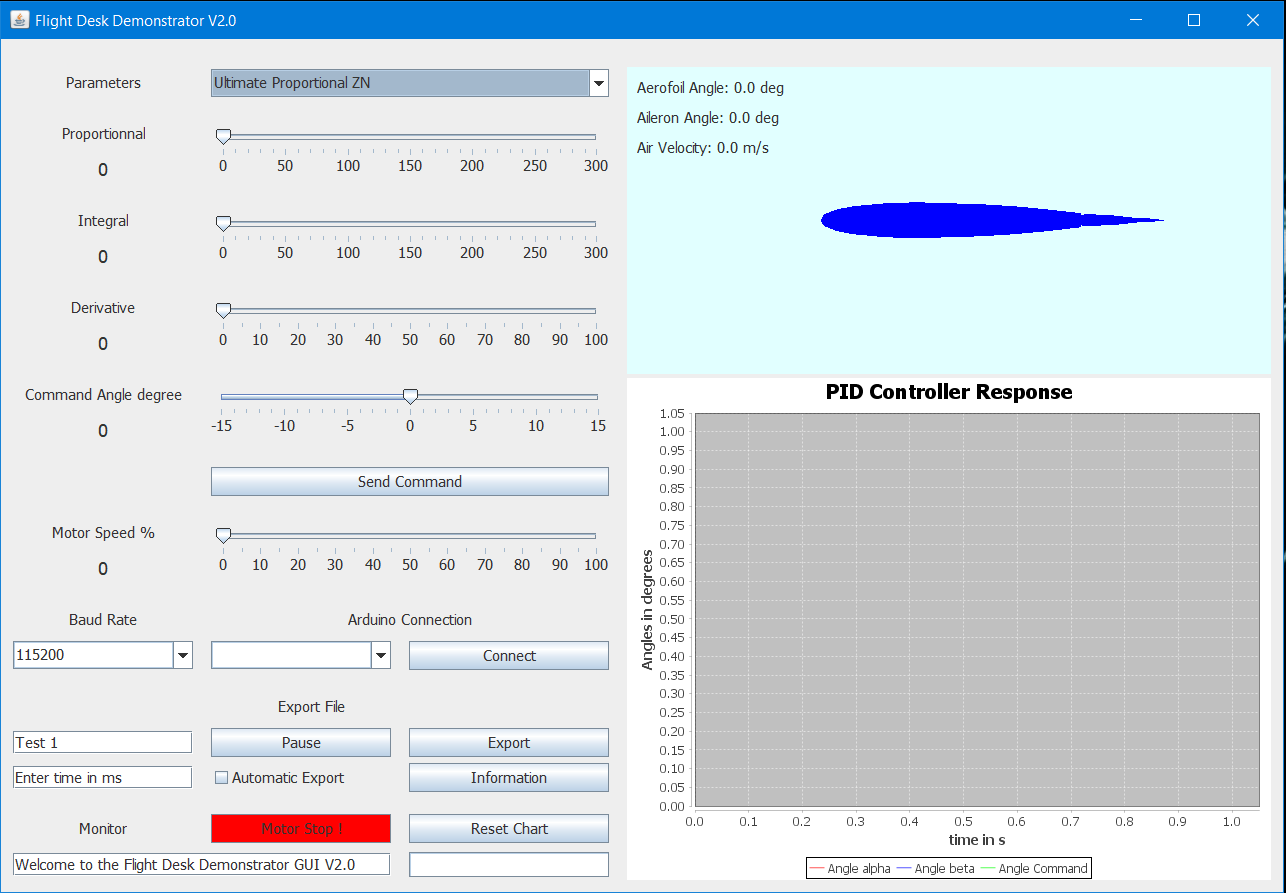 Flight Desk Demonstrator V2.0
Parameters
Ultimate Proportional ZN
Proportionnal
0
0 50 100 150 200 250 300
Integral
0
0 50 100 150 200 250 300
Derivative
0
0 10 20 30 40 50 60 70 80 90 100
Command Angle degree
0
-15 -10 -5 0 5 10 15
Send Command
Motor Speed %
0
0 10 20 30 40 50 60 70 80 90 100
Baud Rate
Arduino Connection
115200
Connect
Export File
Test 1
Pause
Export
Enter time in ms
Automatic Export
Information
Monitor
Motor Stop !
Reset Chart
Welcome to the Flight Desk Demonstrator GUI V2.0
Aerofoil Angle: 0.0 deg
Aileron Angle: 0.0 deg
Air Velocity: 0.0 m/s
PID Controller Response
Angles in degrees
1.05
1.00
0.95
0.90
0.85
0.80
0.75
0.70
0.65
0.60
0.55
0.50
0.45
0.40
0.35
0.30
0.25
0.20
0.15
0.10
0.05
0.00
0.0 0.1 0.2 0.3 0.4 0.5 0.6 0.7 0.8 0.9 1.0
time in s
Angle alpha Angle beta Angle Command